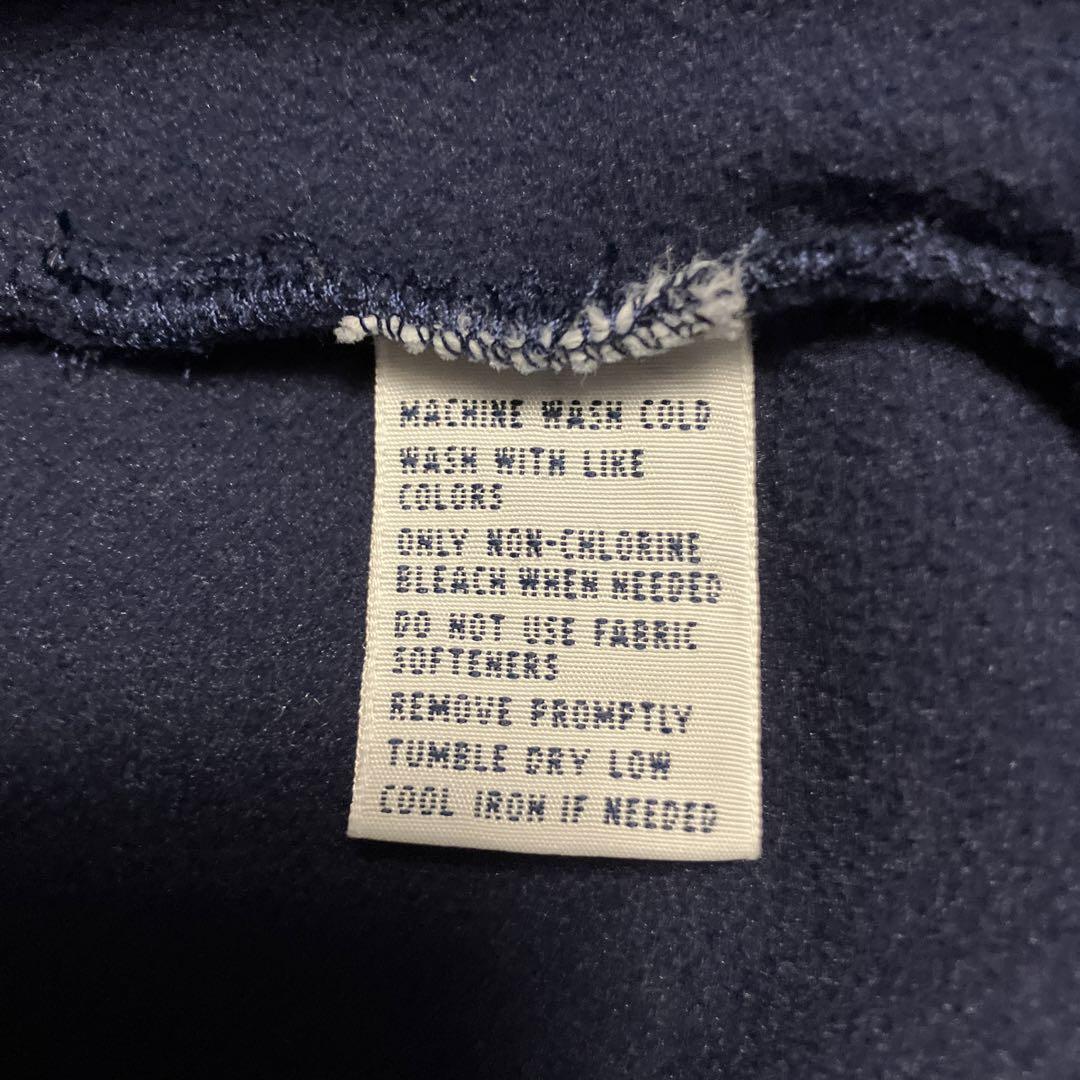 MACHINE WASH COLD
WASH WITH LIKE
COLORS
ONLY NON-CHLORINE
BLEACH WHEN NEEDED
DO NOT USE FABRIC
SOFTENERS
REMOVE PROMPTLY
TUMBLE DRY LOW
COOL IRON IF NEEDED